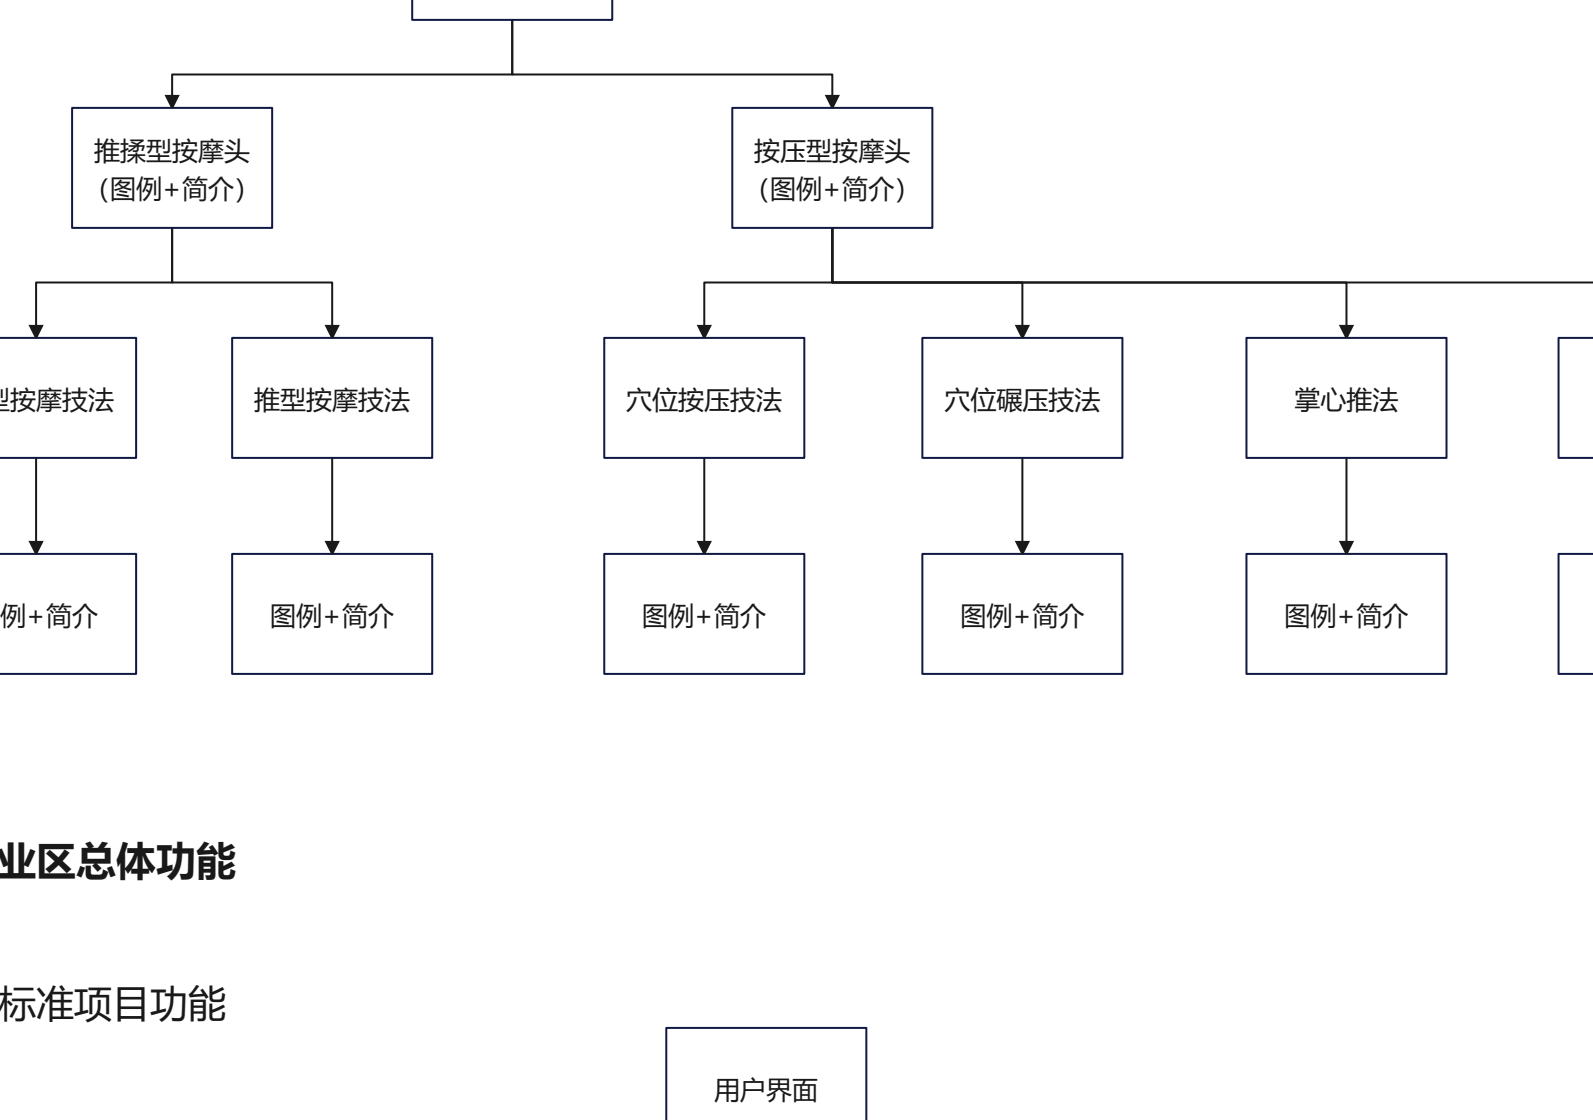 推揉型按摩头
（图例+简介）
按压型按摩头
（图例+简介）
型按摩技法
推型按摩技法
穴位按压技法
穴位碾压技法
掌心推法
例+简介
图例+简介
图例+简介
图例+简介
图例+简介
业区总体功能
标准项目功能
用户界面